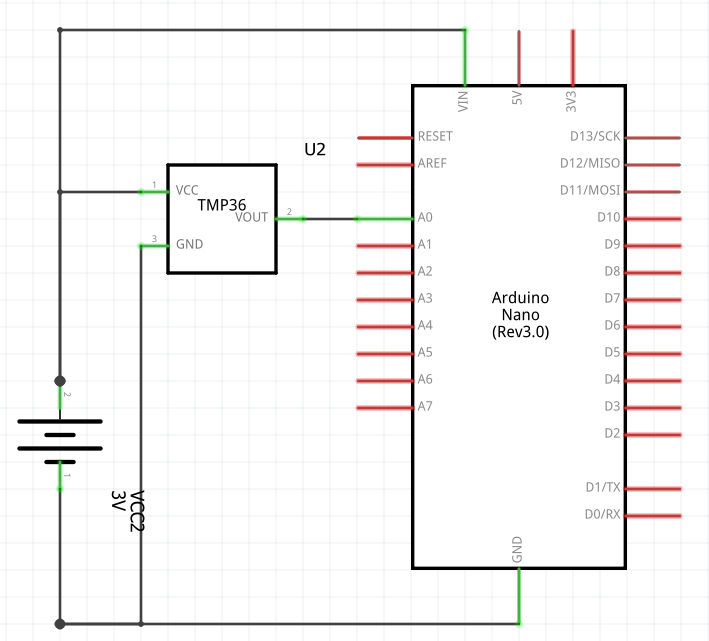 VIN
5V
3V3
U2
RESET
D13/SCK
AREF
D12/MISO
1
VCC
D11/MOSI
TMP36
VOUT
2
A0
D10
3
GND
A1
D9
A2
D8
A3
D7
Arduino
Nano
(Rev3.0)
A4
D6
A5
D5
A6
D4
2
A7
D3
D2
1
VCC2
3V
D1/TX
D0/RX
GND